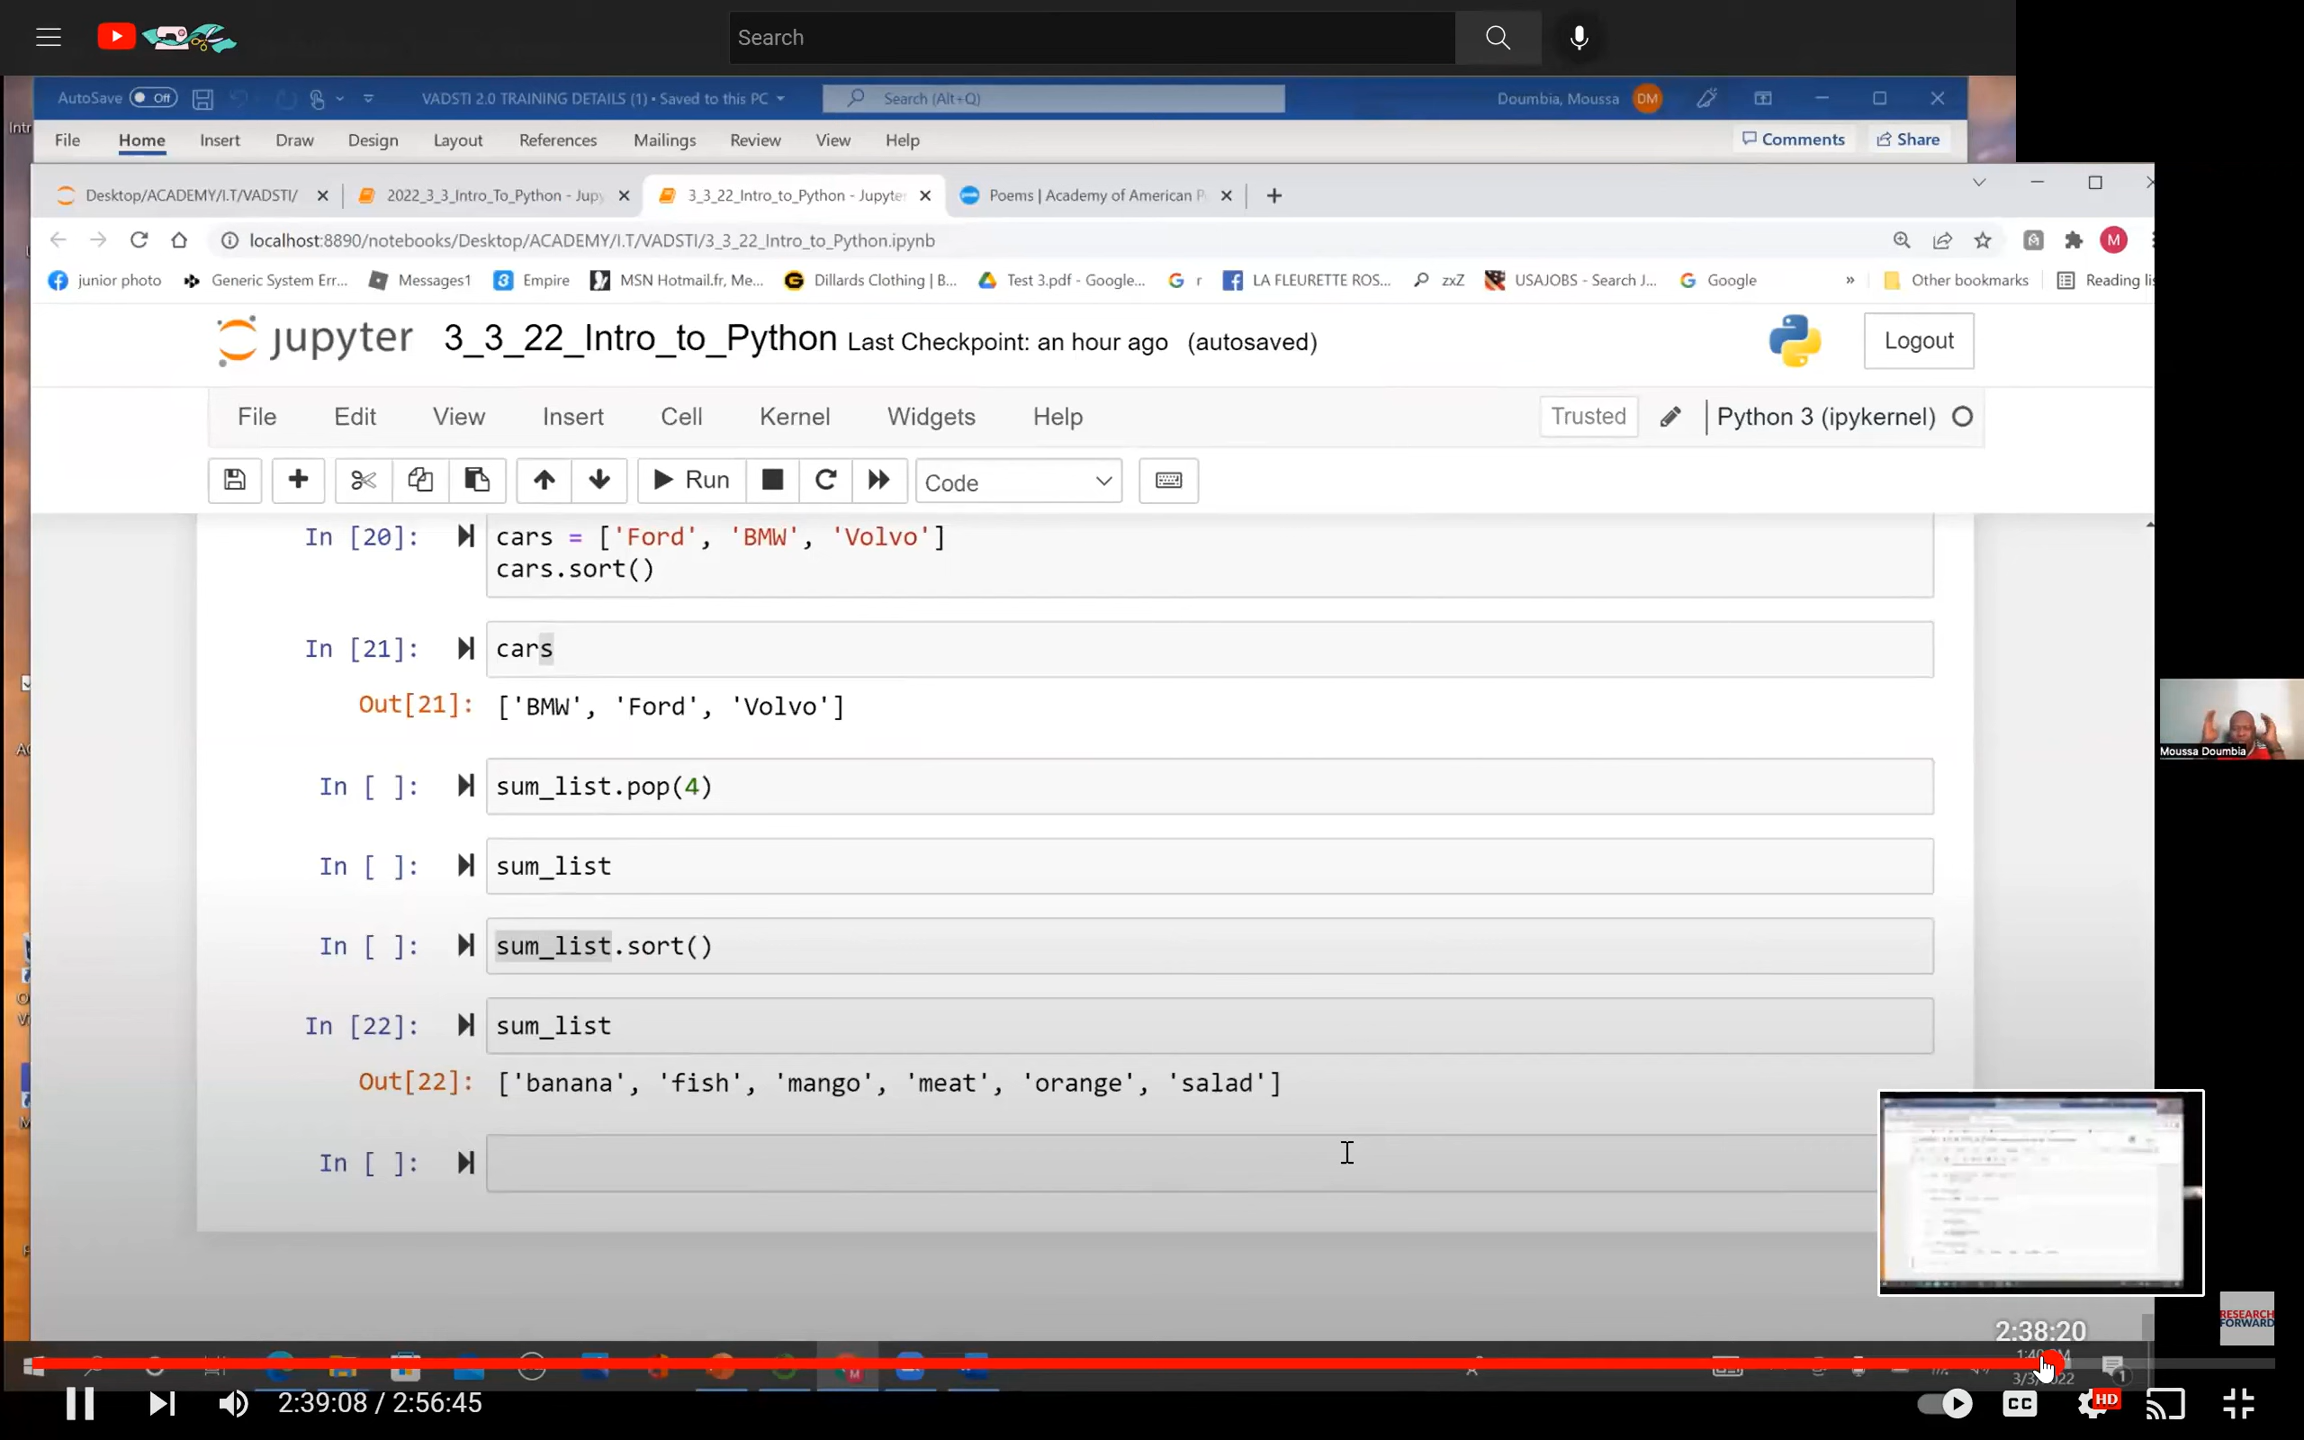 Search
AutoSave Off VADSTI 2.0 TRAINING DETAILS (1) • Saved to this PC Search (Alt+Q) Doumbia, Moussa DM
File Home Insert Draw Design Layout References Mailings Review View Help Comments Share
Desktop/ACADEMY/I.T/VADSTI/ 2022_3_3_Intro_To_Python - Jupy 3_3_22_Intro_to_Python - Jupyter Poems | Academy of American P
localhost:8890/notebooks/Desktop/ACADEMY/I.T/VADSTI/3_3_22_Intro_to_Python.ipynb M
junior photo Generic System Err... Messages1 Empire MSN Hotmail.fr, Me... Dillards Clothing | B... Test 3.pdf - Google... r LA FLEURETTE ROS... zxZ USAJOBS - Search J... Google » Other bookmarks Reading lis
jupyter 3_3_22_Intro_to_Python Last Checkpoint: an hour ago (autosaved) Logout
File Edit View Insert Cell Kernel Widgets Help Trusted Python 3 (ipykernel)
Run Code
In [20]: cars = ['Ford', 'BMW', 'Volvo']
cars.sort()
In [21]: cars
Out[21]: ['BMW', 'Ford', 'Volvo']
Moussa Doumbia
In [ ]: sum_list.pop(4)
In [ ]: sum_list
In [ ]: sum_list.sort()
In [22]: sum_list
Out[22]: ['banana', 'fish', 'mango', 'meat', 'orange', 'salad']
In [ ]:
RESEARCH
FORWARD
2:38:20
2:39:08 / 2:56:45 CC HD